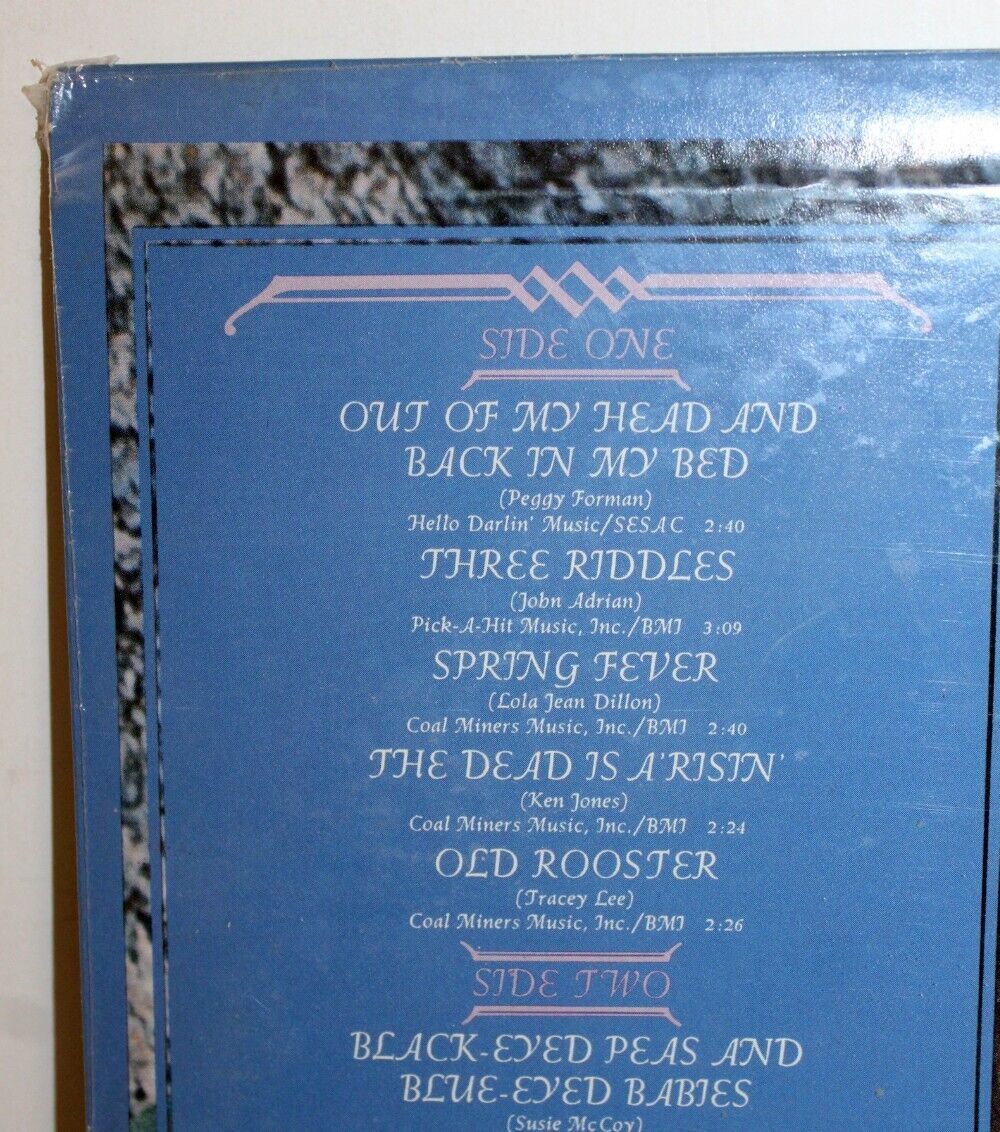 SIDE ONE
OUT OF MY HEAD AND
BACK IN MY BED
(Peggy Forman)
Hello Darlin' Music/SESAC 2:40
THREE RIDDLES
(John Adrian)
Pick-A-Hit Music, Inc./BMI 3:09
SPRING FEVER
(Lola Jean Dillon)
Coal Miners Music, Inc./BMI 2:40
THE DEAD IS A'RISIN'
(Ken Jones)
Coal Miners Music, Inc./BMI 2:24
OLD ROOSTER
(Tracey Lee)
Coal Miners Music, Inc./BMI 2:26
SIDE TWO
BLACK-EYED PEAS AND
BLUE-EYED BABIES
(Susie McCoy)